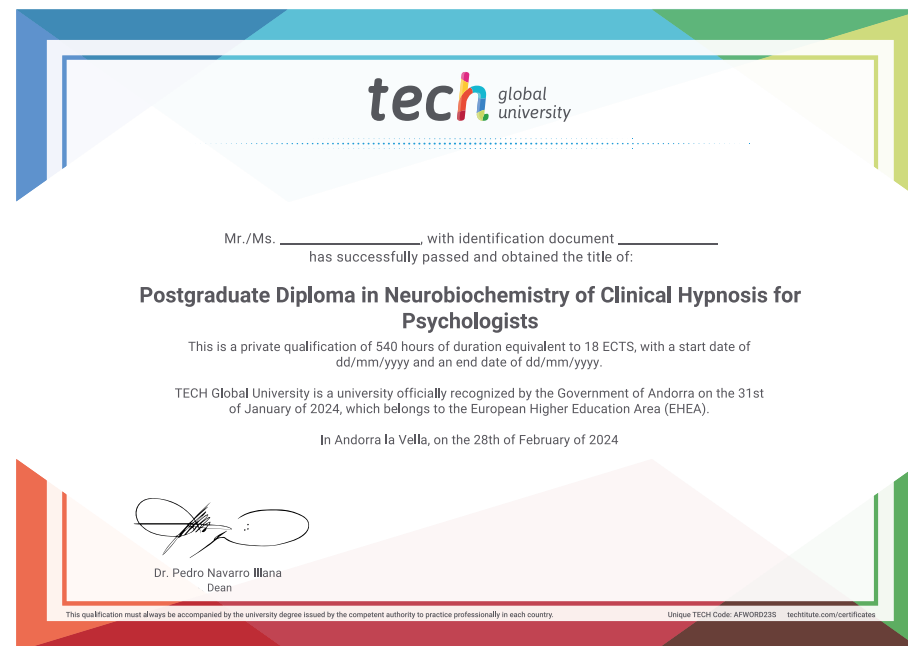 tech global university
Mr./Ms. ____________, with identification document ____________
has successfully passed and obtained the title of:
Postgraduate Diploma in Neurobiochemistry of Clinical Hypnosis for
Psychologists
This is a private qualification of 540 hours of duration equivalent to 18 ECTS, with a start date of
dd/mm/yyyy and an end date of dd/mm/yyyy.
TECH Global University is a university officially recognized by the Government of Andorra on the 31st
of January of 2024, which belongs to the European Higher Education Area (EHEA).
In Andorra la Vella, on the 28th of February of 2024
Dr. Pedro Navarro Illana
Dean
This qualification must always be accompanied by the university degree issued by the competent authority to practice professionally in each country.
Unique TECH Code: AFWORD23S techtitute.com/certificates